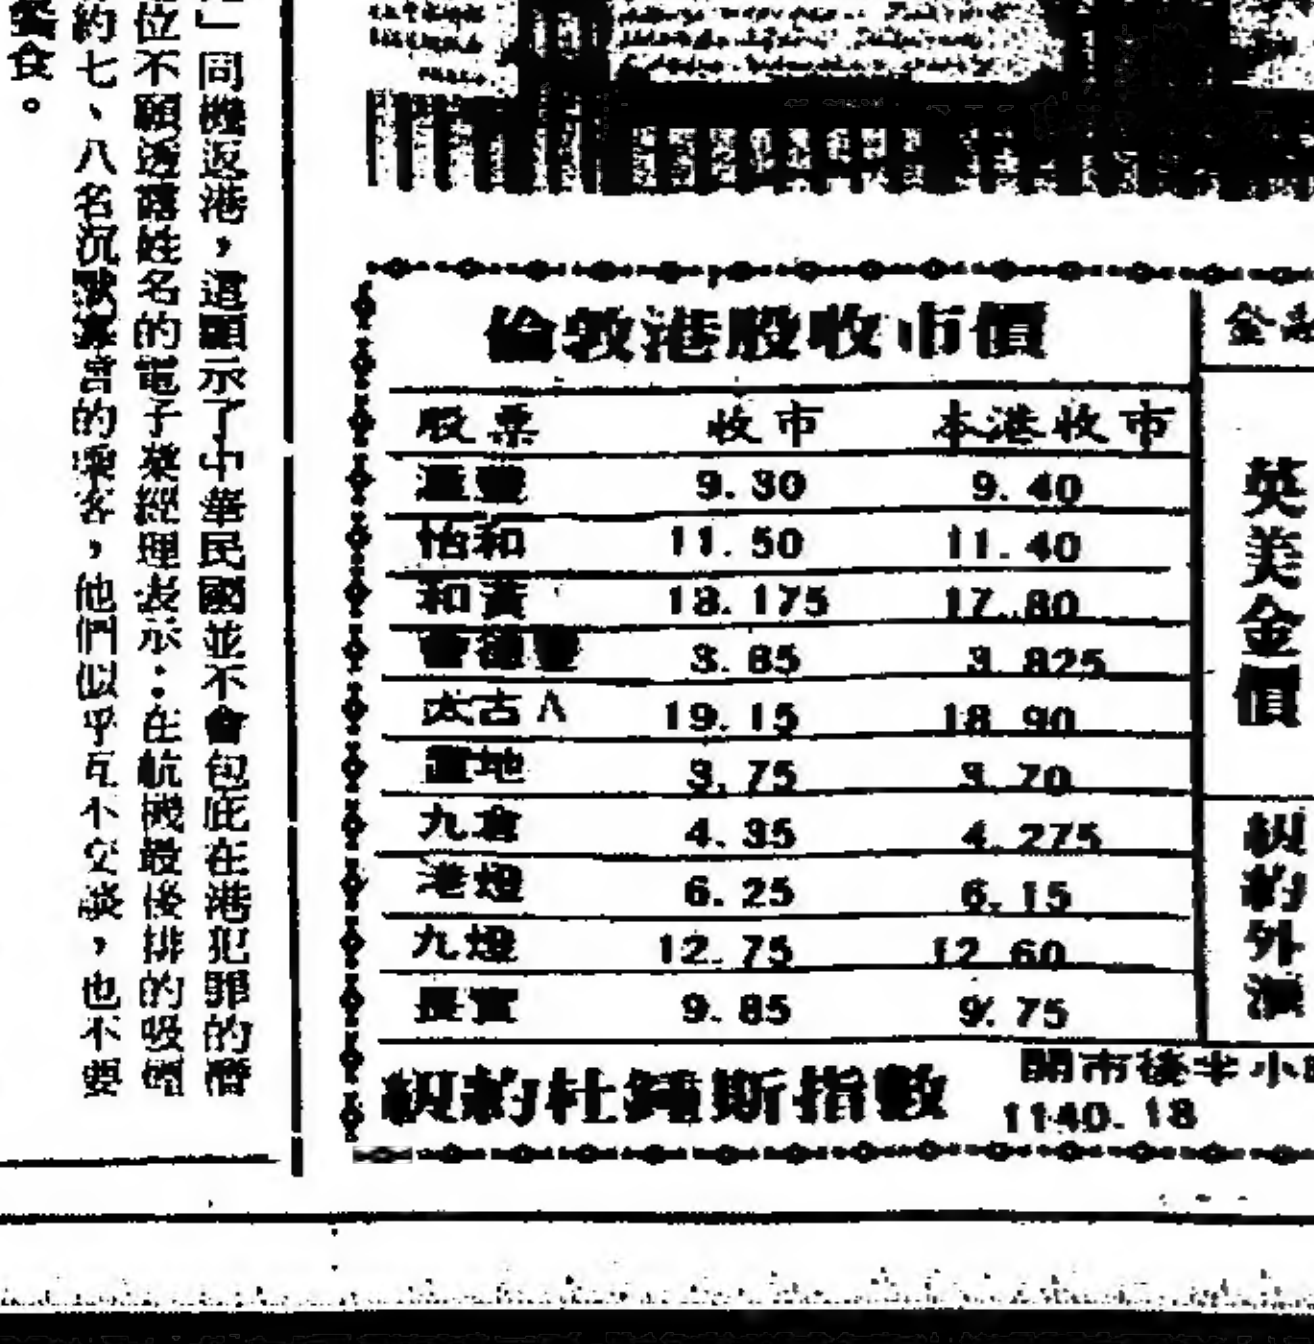 」同機返港，這顯示了中華民國並不會包庇在港犯罪的
位不願透露姓名的電子業經理表示：在航機最後排的吸
約七、八名沉默寡言的乘客，他們似乎互不交談，也不要
餐食。
倫敦港股收市價
股票 收市 本港收市
滙豐 9.30 9.40
怡和 11.50 11.40
和黃 18.175 17.80
會德豐 3.85 3.825
太古A 19.15 18.90
置地 3.75 3.70
九倉 4.35 4.275
港燈 6.25 6.15
九燈 12.75 12.60
長實 9.85 9.75
紐約杜鍾斯指數
開市後半小
1140.18
金
英美金價
紐約外滙